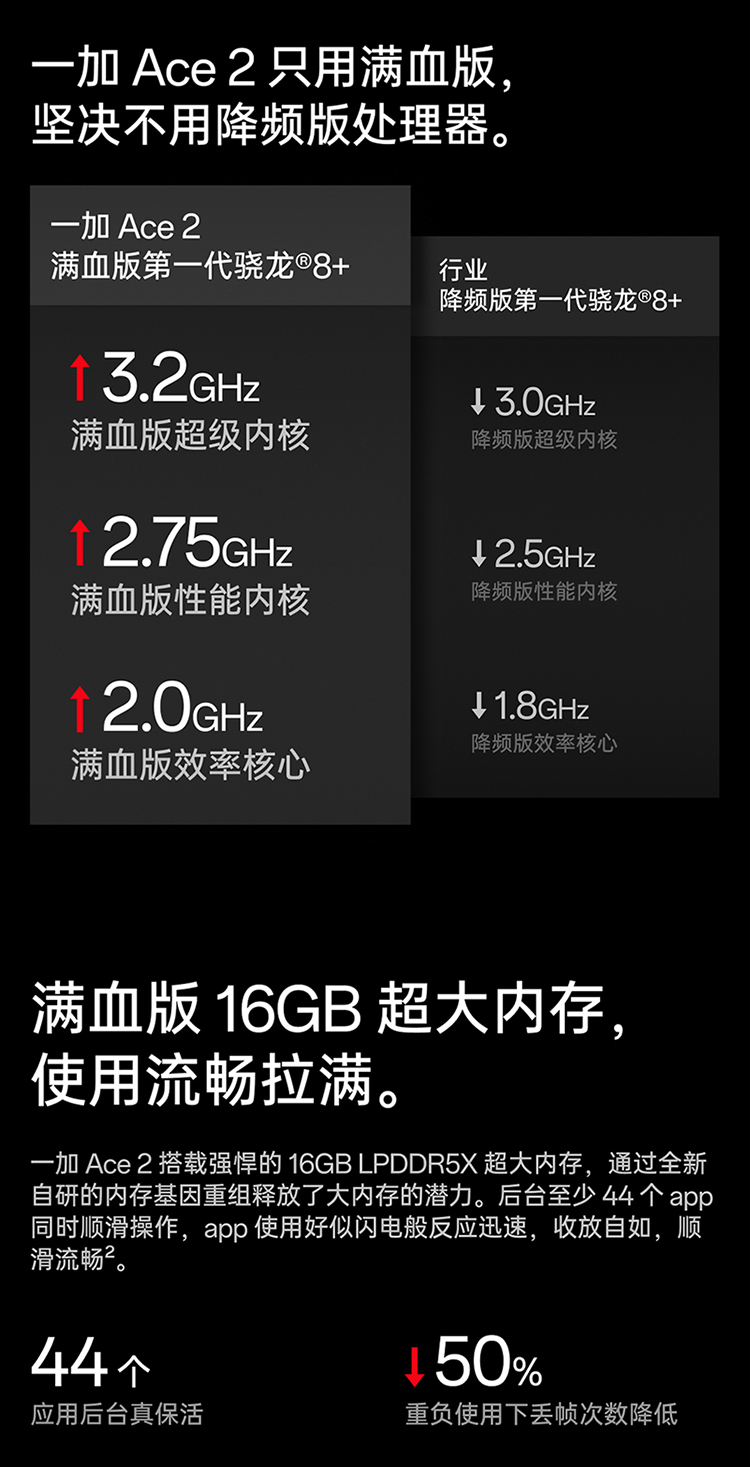 一加 Ace 2 只用满血版，
坚决不用降频版处理器。
一加 Ace 2
满血版第一代骁龙®8+
↑3.2GHz
满血版超级内核
↑2.75GHz
满血版性能内核
↑2.0GHz
满血版效率核心
行业
降频版第一代骁龙®8+
↓3.0GHz
降频版超级内核
↓2.5GHz
降频版性能内核
↓1.8GHz
降频版效率核心
满血版 16GB 超大内存，
使用流畅拉满。
一加 Ace 2 搭载强悍的 16GB LPDDR5X 超大内存，通过全新
自研的内存基因重组释放了大内存的潜力。后台至少 44 个 app
同时顺滑操作，app 使用好似闪电般反应迅速，收放自如，顺
滑流畅²。
44 个
应用后台真保活
↓50%
重负使用下丢帧次数降低